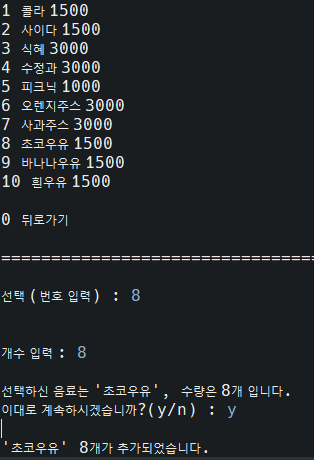 1 콜라 1500
2 사이다 1500
3 식혜 3000
4 수정과 3000
5 피크닉 1000
6 오렌지주스 3000
7 사과주스 3000
8 초코우유 1500
9 바나나우유 1500
10 흰우유 1500
0 뒤로가기
================================
선택(번호 입력) : 8
개수 입력 : 8
선택하신 음료는 '초코우유', 수량은 8개 입니다.
이대로 계속하시겠습니까?(y/n) : y
'초코우유' 8개가 추가되었습니다.